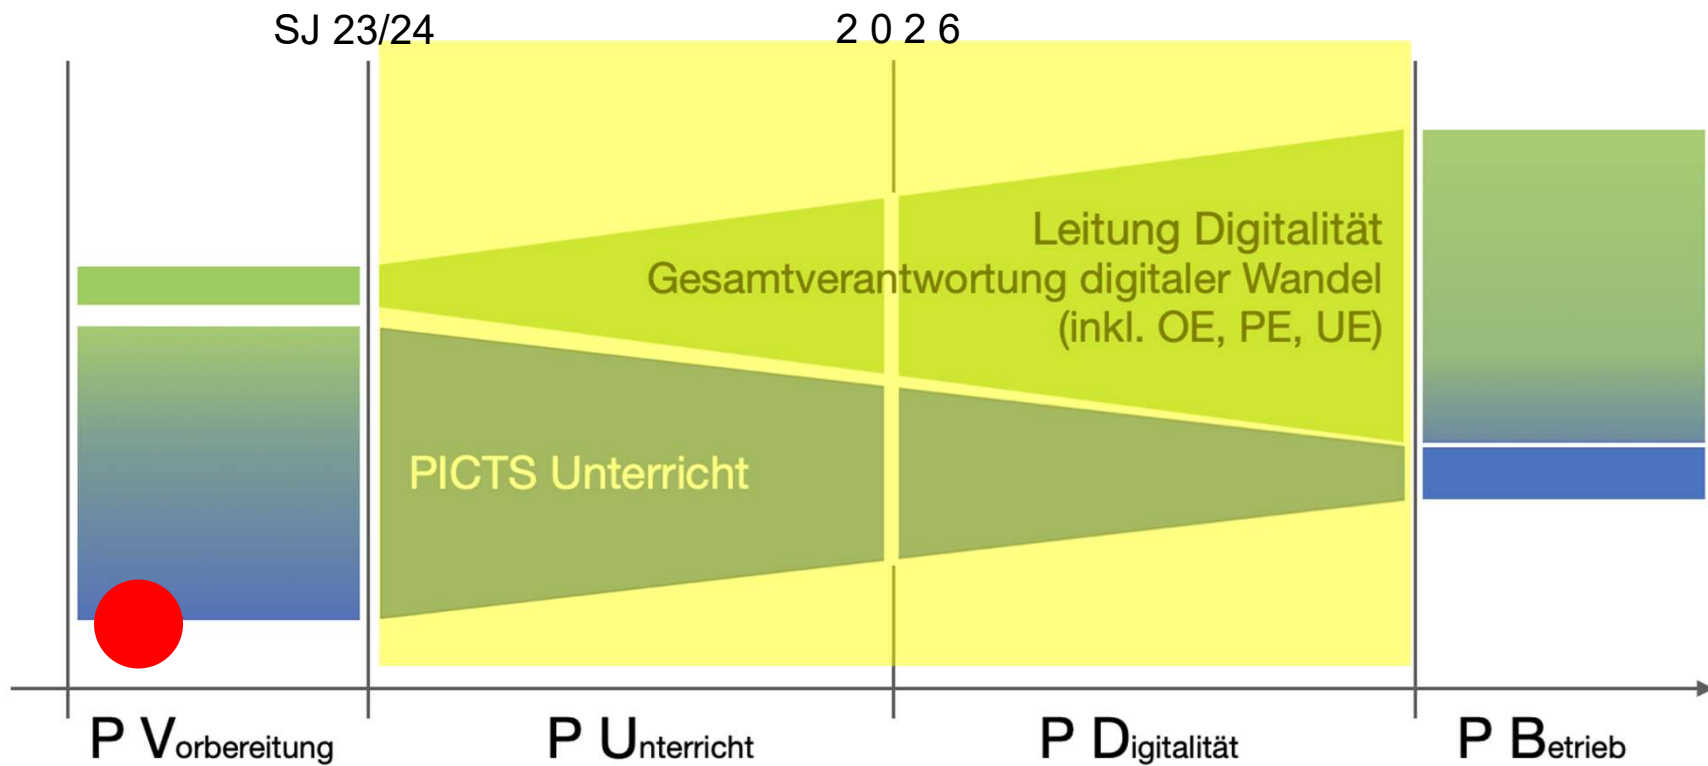 SJ 23/24
2 0 2 6
Leitung Digitalität
Gesamtverantwortung digitaler Wandel
(inkl. OE, PE, UE)
PICTS Unterricht
P Vorbereitung
P Unterricht
P Digitalität
P Betrieb